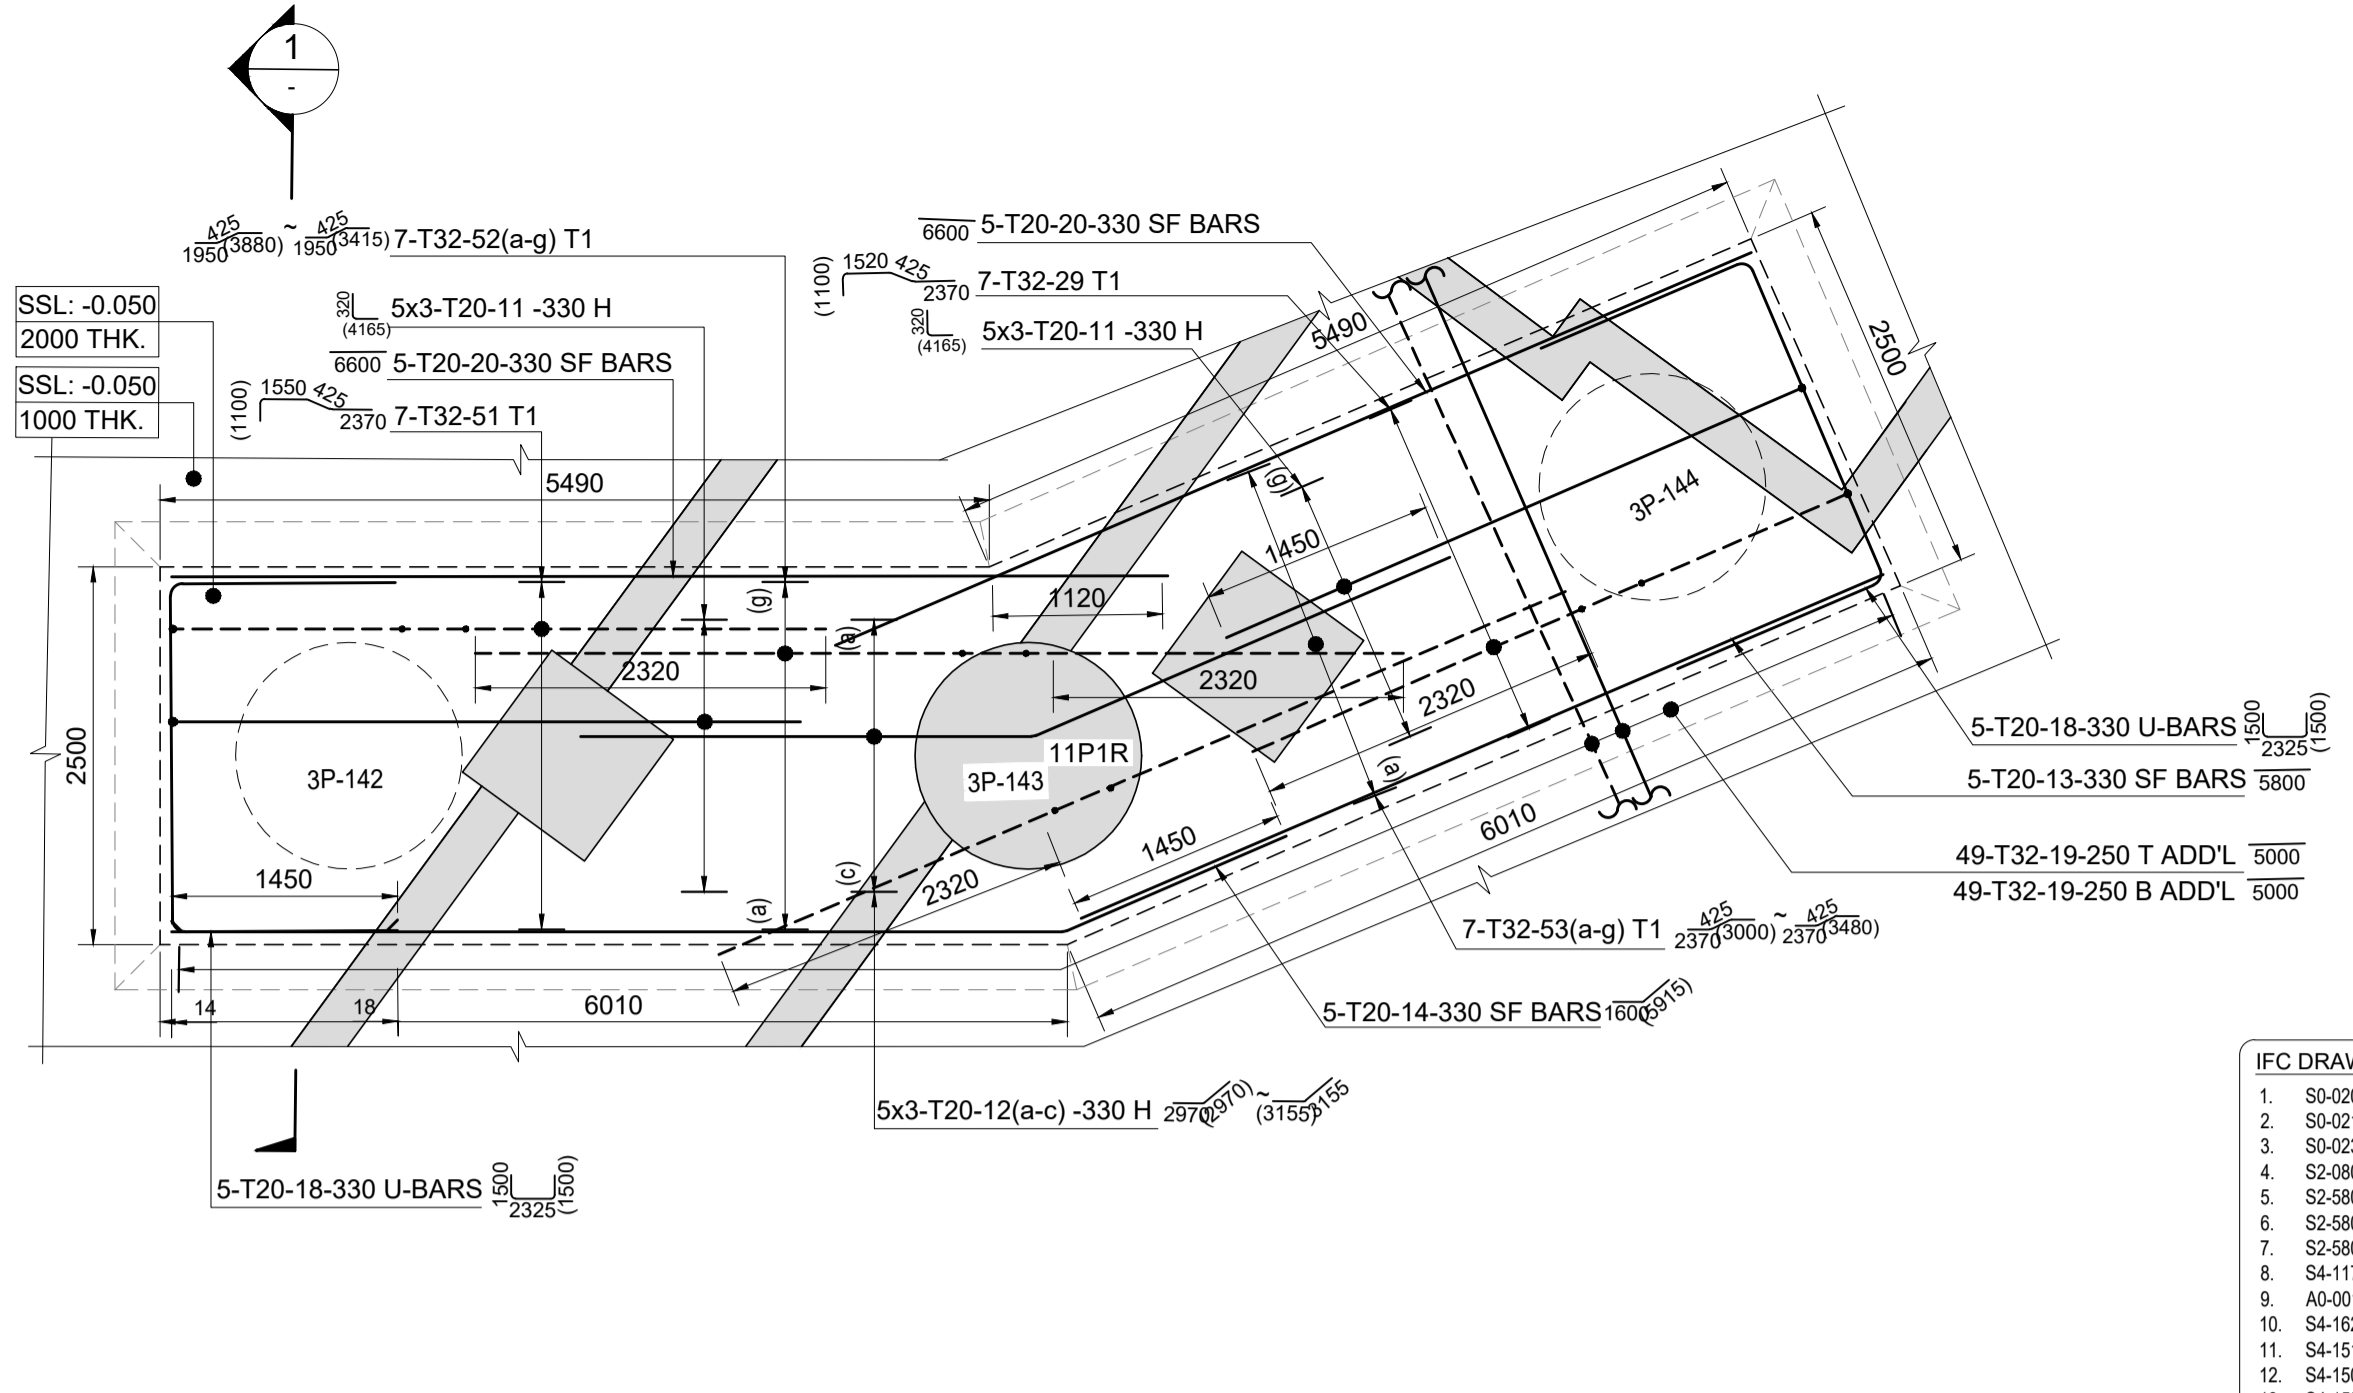 1
-
425 ~ 425
1950 (3880) 1950 (3415) 7-T32-52(a-g) T1
320
(4165)
5x3-T20-11 -330 H
6600 5-T20-20-330 SF BARS
(1100) 1550 425 2370 7-T32-51 T1
SSL: -0.050
2000 THK.
SSL: -0.050
1000 THK.
6600 5-T20-20-330 SF BARS
(1100) 1520 425 2370 7-T32-29 T1
320
(4165)
5x3-T20-11 -330 H
5490
5490
2500
2500
(g)
(g)
(a)
(a)
(a)
(c)
1120
1450
2320
2320
2320
2320
1450
1450
3P-142
3P-143
11P1R
3P-144
6010
6010
14
18
5-T20-18-330 U-BARS 1500 2325 (1500)
5-T20-13-330 SF BARS 5800
49-T32-19-250 T ADD'L 5000
49-T32-19-250 B ADD'L 5000
7-T32-53(a-g) T1 425 2370 (3000) ~ 425 2370 (3480)
5-T20-14-330 SF BARS 1600 (5915)
5x3-T20-12(a-c) -330 H 2970 (2970) ~ (3155) 3155
5-T20-18-330 U-BARS 1500 2325 (1500)
1.
2.
3.
4.
5.
6.
7.
8.
9.
10.
11.
12.
IFC